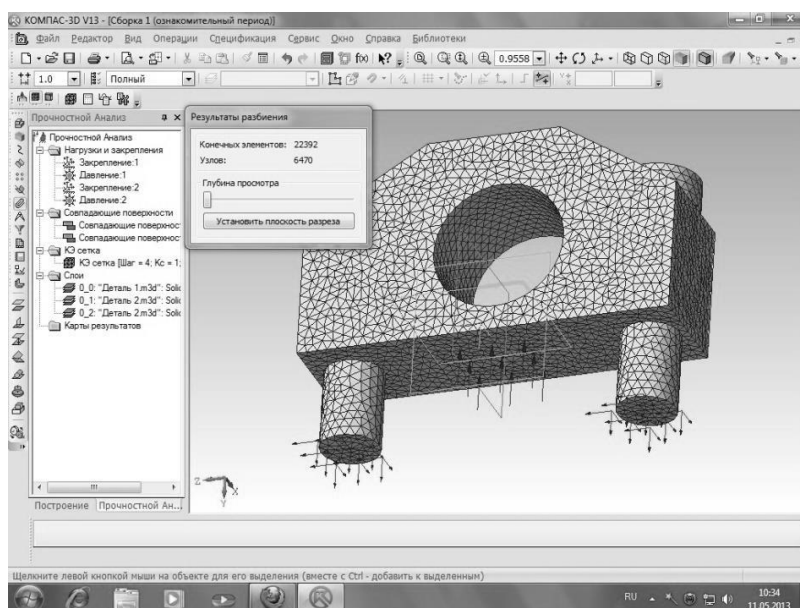 КОМПАС-3D V13 - [Сборка 1 (ознакомительный период)]
Файл Редактор Вид Операции Спецификация Сервис Окно Справка Библиотеки
0.9558
1.0 Полный
Прочностной Анализ
Прочностной Анализ
Нагрузки и закрепления
Закрепление:1
Давление:1
Закрепление:2
Давление:2
Совпадающие поверхности
Совпадающие поверхнос
Совпадающие поверхнос
КЭ сетка
КЭ сетка [Шаг = 4; Кс = 1;
Слои
0_0: "Деталь 1.m3d": Solic
0_1: "Деталь 2.m3d": Solic
0_2: "Деталь 2.m3d": Solic
Карты результатов
Построение Прочностной Ан...
Результаты разбиения
Конечных элементов: 22392
Узлов: 6470
Глубина просмотра
Установить плоскость разреза
Z X
Y
Щелкните левой кнопкой мыши на объекте для его выделения (вместе с Ctrl - добавить к выделенным)
RU
10:34
11.05.2013